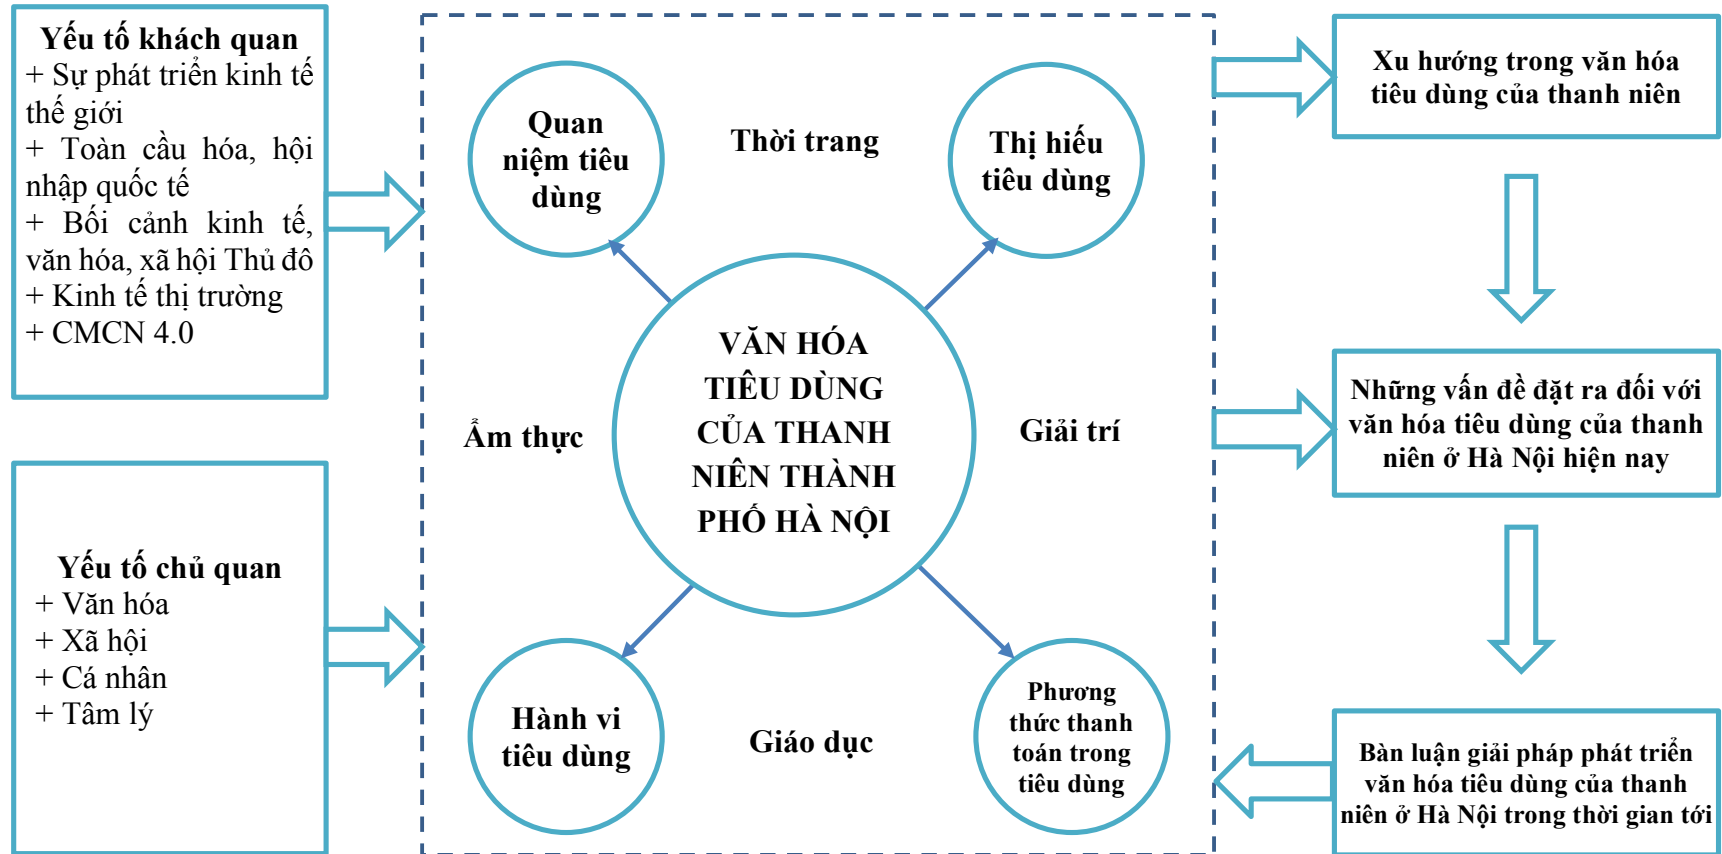 Yếu tố khách quan
+ Sự phát triển kinh tế
thế giới
+ Toàn cầu hóa, hội
nhập quốc tế
+ Bối cảnh kinh tế,
văn hóa, xã hội Thủ đô
+ Kinh tế thị trường
+ CMCN 4.0
Yếu tố chủ quan
+ Văn hóa
+ Xã hội
+ Cá nhân
+ Tâm lý
Quan
niệm tiêu
dùng
Thời trang
Thị hiếu
tiêu dùng
Ẩm thực
VĂN HÓA
TIÊU DÙNG
CỦA THANH
NIÊN THÀNH
PHỐ HÀ NỘI
Giải trí
Hành vi
tiêu dùng
Giáo dục
Phương
thức thanh
toán trong
tiêu dùng
Xu hướng trong văn hóa
tiêu dùng của thanh niên
Những vấn đề đặt ra đối với
văn hóa tiêu dùng của thanh
niên ở Hà Nội hiện nay
Bàn luận giải pháp phát triển
văn hóa tiêu dùng của thanh
niên ở Hà Nội trong thời gian tới